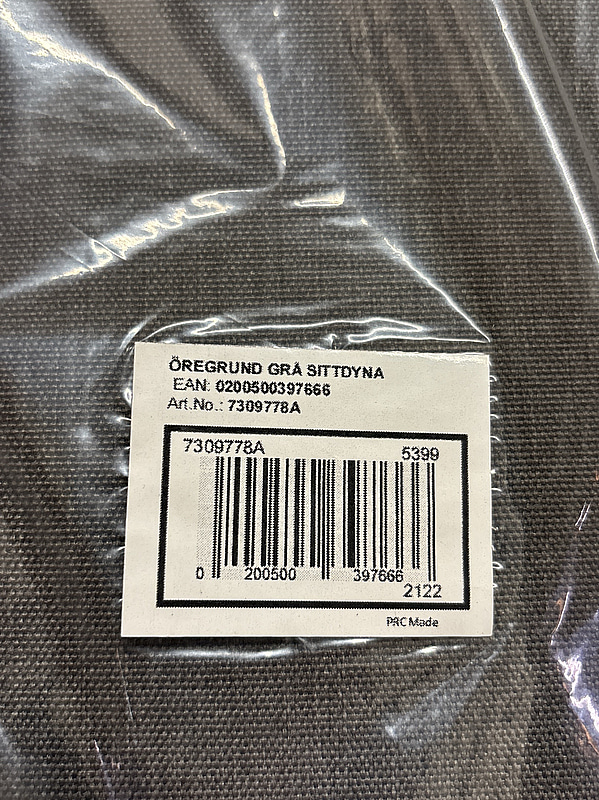 ÖREGRUND GRÅ SITTDYNA
EAN: 0200500397666
Art.No.: 7309778A
7309778A 5399
0 200500 397666
2122
PRC Made